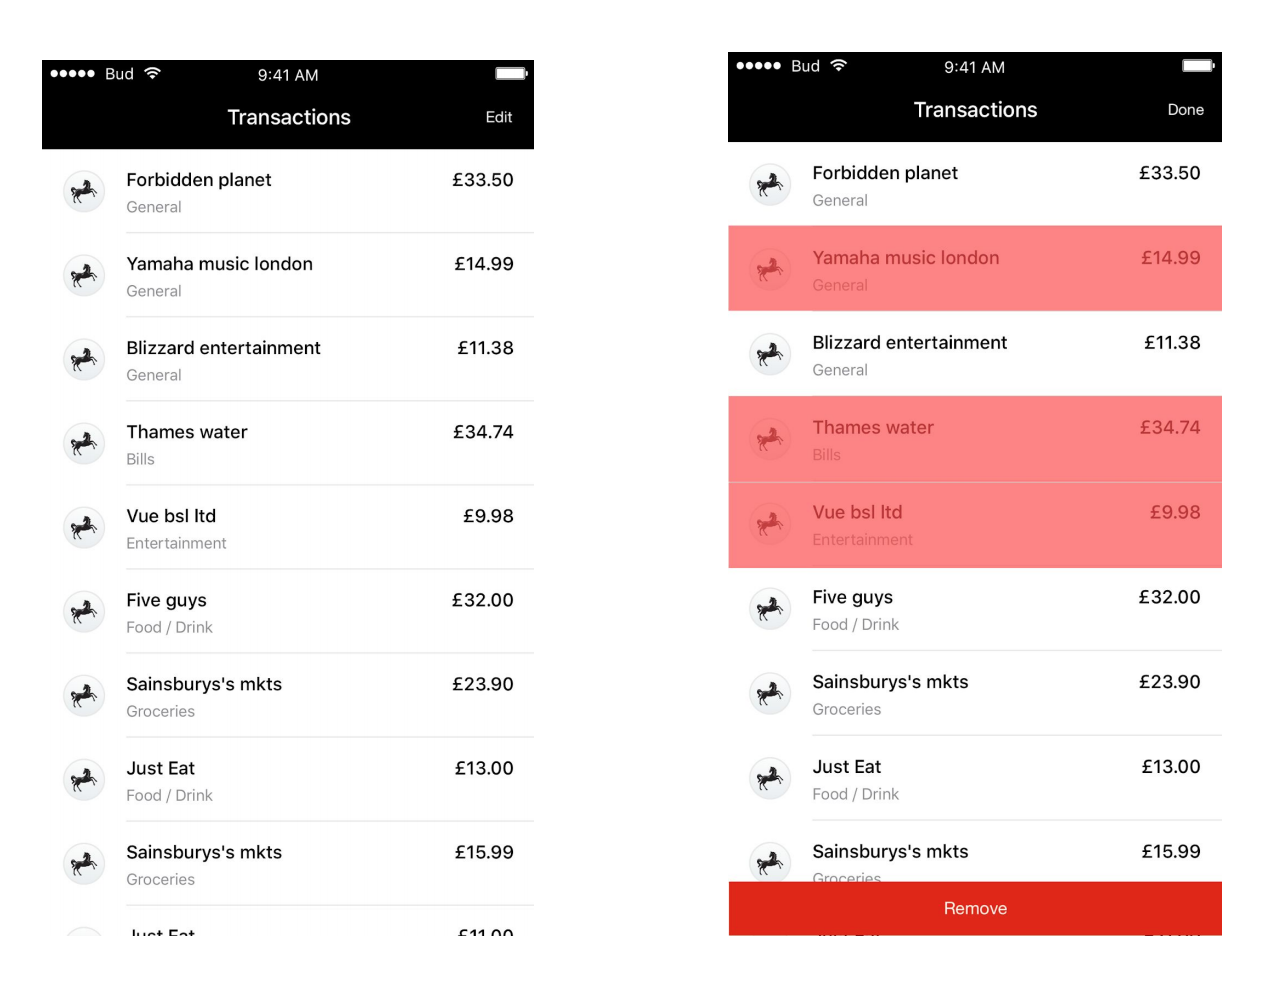 Bud
9:41 AM
Transactions
Edit
Forbidden planet
£33.50
General
Yamaha music london
£14.99
General
Blizzard entertainment
£11.38
General
Thames water
£34.74
Bills
Vue bsl ltd
£9.98
Entertainment
Five guys
£32.00
Food / Drink
Sainsburys's mkts
£23.90
Groceries
Just Eat
£13.00
Food / Drink
Sainsburys's mkts
£15.99
Groceries
Just Eat
£11.00
Bud
9:41 AM
Transactions
Done
Forbidden planet
£33.50
General
Yamaha music london
£14.99
General
Blizzard entertainment
£11.38
General
Thames water
£34.74
Bills
Vue bsl ltd
£9.98
Entertainment
Five guys
£32.00
Food / Drink
Sainsburys's mkts
£23.90
Groceries
Just Eat
£13.00
Food / Drink
Sainsburys's mkts
£15.99
Groceries
Remove